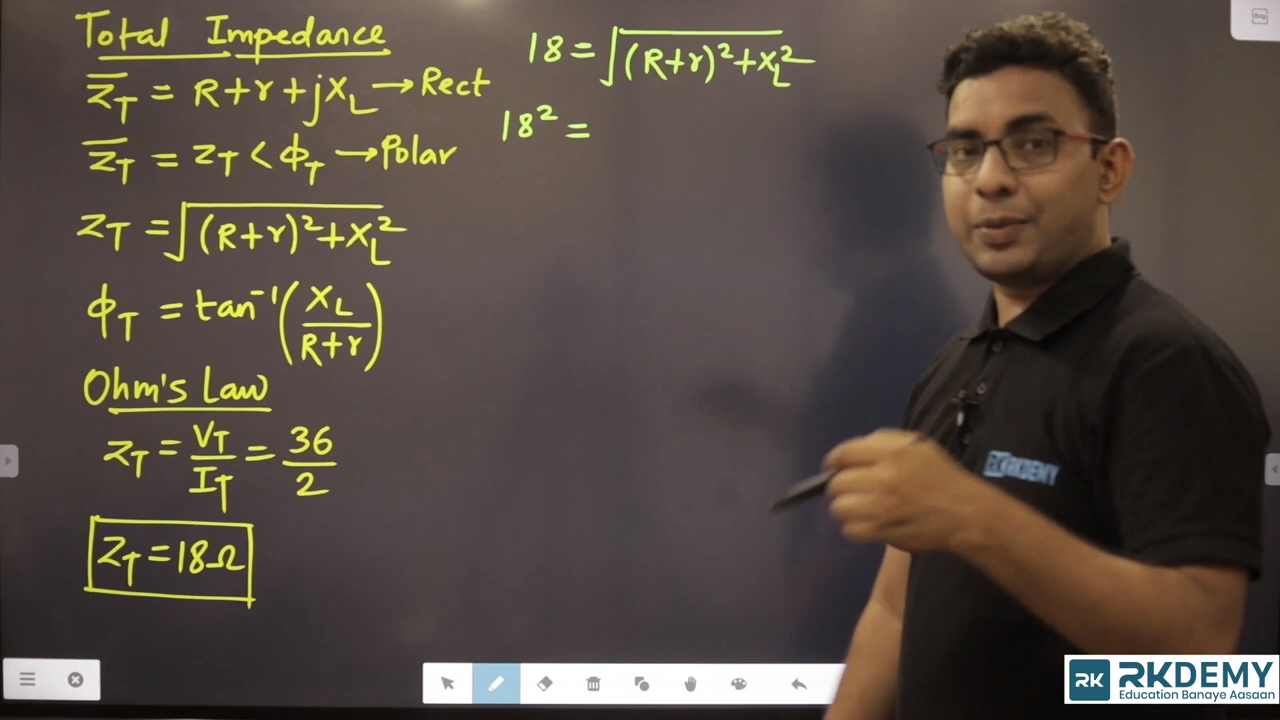 Total Impedance
Z̅T = R+r+jXL → Rect
Z̅T = ZT < ϕT → Polar
ZT = √(R+r)²+XL²
ϕT = tan⁻¹(XL/R+r)
Ohm's Law
ZT = VT/IT = 36/2
ZT = 18Ω
18 = √(R+r)²+XL²
18² =
RKDEMY
RK RKDEMY
Education Banaye Aasaan